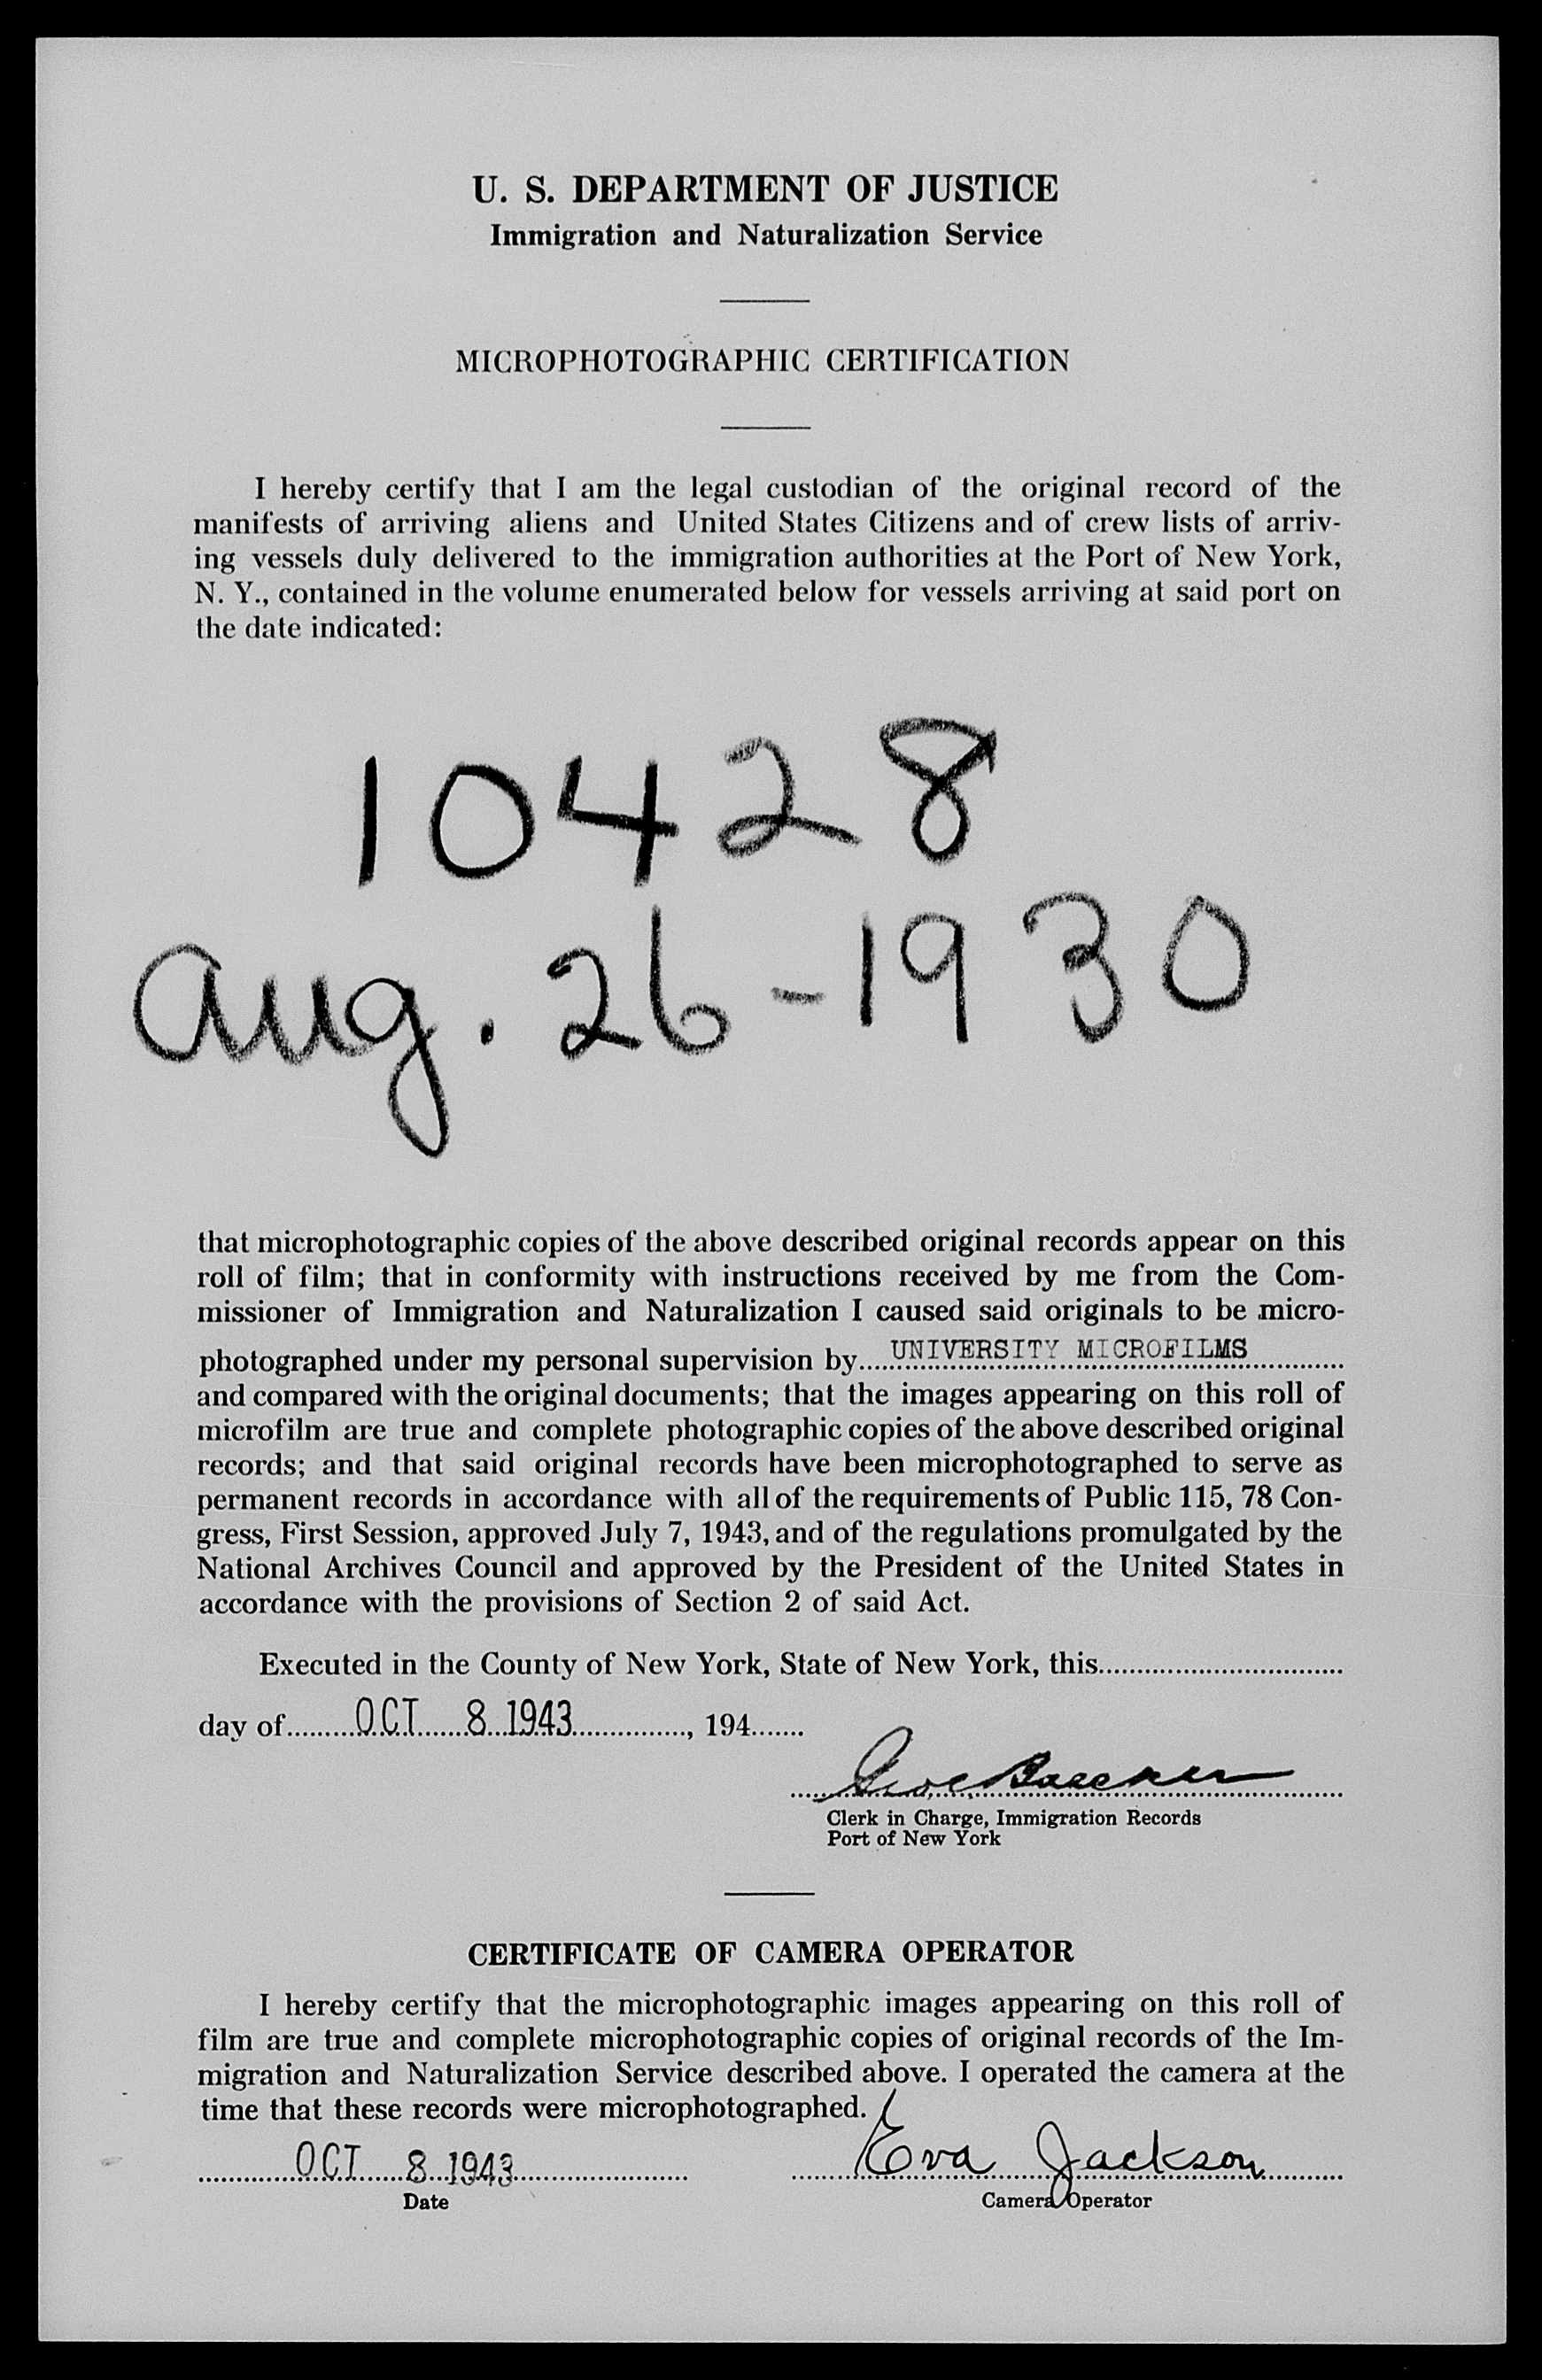 U. S. DEPARTMENT OF JUSTICE
Immigration and Naturalization Service
MICROPHOTOGRAPHIC CERTIFICATION
I hereby certify that I am the legal custodian of the original record of the
manifests of arriving aliens and United States Citizens and of crew lists of arriv-
ing vessels duly delivered to the immigration authorities at the Port of New York,
N. Y., contained in the volume enumerated below for vessels arriving at said port on
the date indicated:
10428
Aug. 26-1930
that microphotographic copies of the above described original records appear on this
roll of film; that in conformity with instructions received by me from the Com-
missioner of Immigration and Naturalization I caused said originals to be micro-
photographed under my personal supervision by UNIVERSITY MICROFILMS
and compared with the original documents; that the images appearing on this roll of
microfilm are true and complete photographic copies of the above described original
records; and that said original records have been microphotographed to serve as
permanent records in accordance with all of the requirements of Public 115, 78 Con-
gress, First Session, approved July 7, 1943, and of the regulations promulgated by the
National Archives Council and approved by the President of the United States in
accordance with the provisions of Section 2 of said Act.
Executed in the County of New York, State of New York, this
day of OCT 8 1943, 194
Clerk in Charge, Immigration Records
Port of New York
CERTIFICATE OF CAMERA OPERATOR
I hereby certify that the microphotographic images appearing on this roll of
film are true and complete microphotographic copies of original records of the Im-
migration and Naturalization Service described above. I operated the camera at the
time that these records were microphotographed.
OCT 8 1943 Eva Jackson
Date Camera Operator